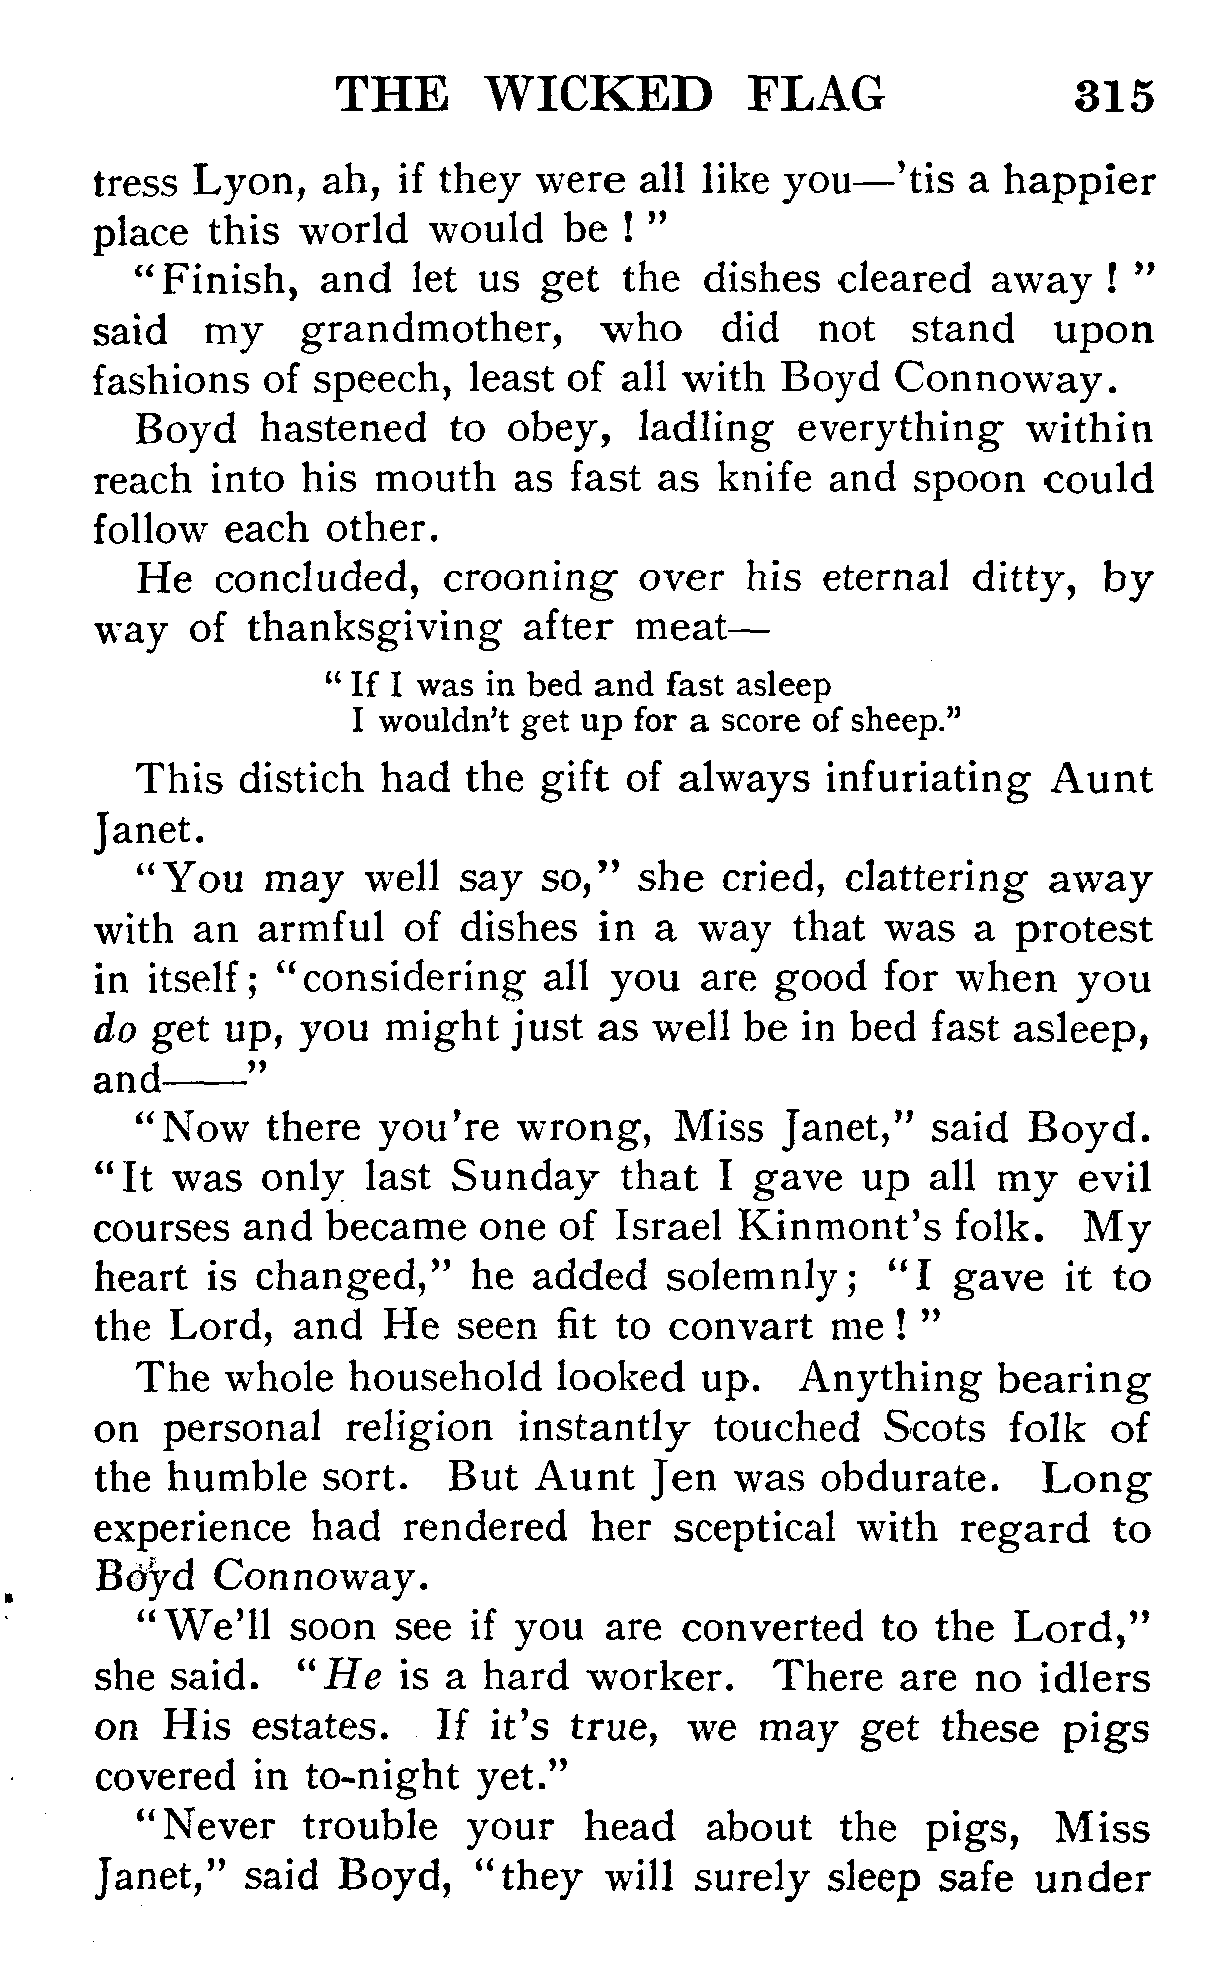 THE WICKED FLAG 315
tress Lyon, ah, if they were all like you—'tis a happier
place this world would be ! "
"Finish, and let us get the dishes cleared away ! "
said my grandmother, who did not stand upon
fashions of speech, least of all with Boyd Connoway.
Boyd hastened to obey, ladling everything within
reach into his mouth as fast as knife and spoon could
follow each other.
He concluded, crooning over his eternal ditty, by
way of thanksgiving after meat—
" If I was in bed and fast asleep
I wouldn't get up for a score of sheep."
This distich had the gift of always infuriating Aunt
Janet.
"You may well say so," she cried, clattering away
with an armful of dishes in a way that was a protest
in itself; "considering all you are good for when you
do get up, you might just as well be in bed fast asleep,
and——"
"Now there you're wrong, Miss Janet," said Boyd.
"It was only last Sunday that I gave up all my evil
courses and became one of Israel Kinmont's folk. My
heart is changed," he added solemnly; "I gave it to
the Lord, and He seen fit to convart me ! "
The whole household looked up. Anything bearing
on personal religion instantly touched Scots folk of
the humble sort. But Aunt Jen was obdurate. Long
experience had rendered her sceptical with regard to
Boyd Connoway.
"We'll soon see if you are converted to the Lord,"
she said. "He is a hard worker. There are no idlers
on His estates. If it's true, we may get these pigs
covered in to-night yet."
"Never trouble your head about the pigs, Miss
Janet," said Boyd, "they will surely sleep safe under